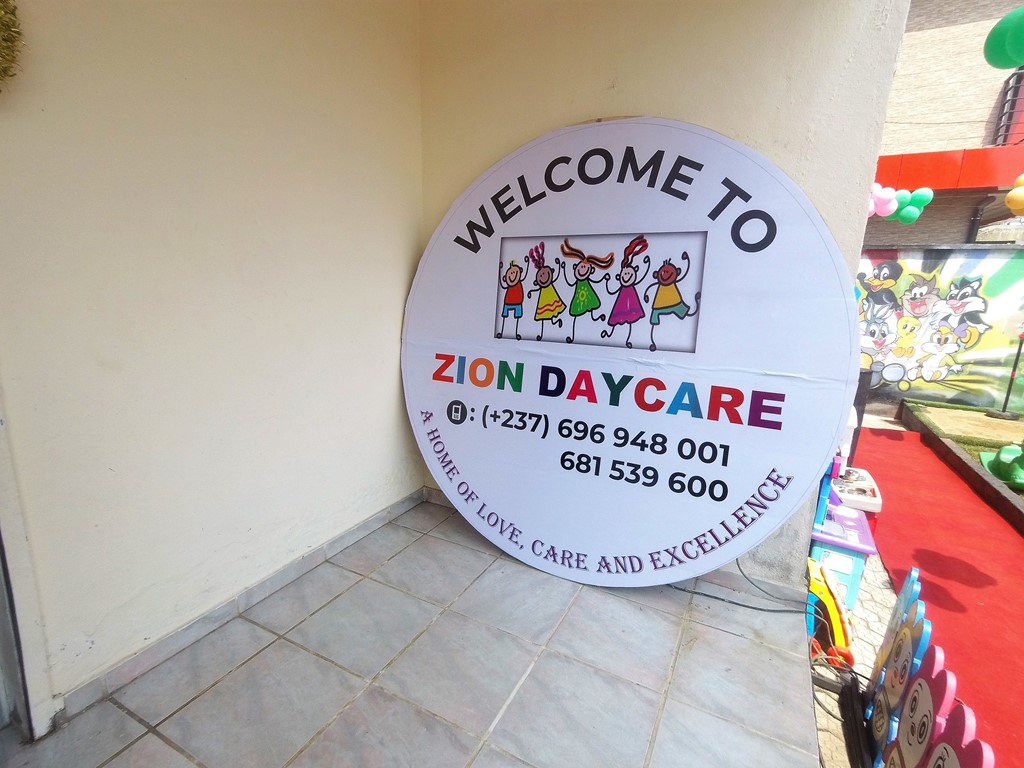 WELCOME TO
ZION DAYCARE
: (+237) 696 948 001
681 539 600
A HOME OF LOVE, CARE AND EXCELLENCE